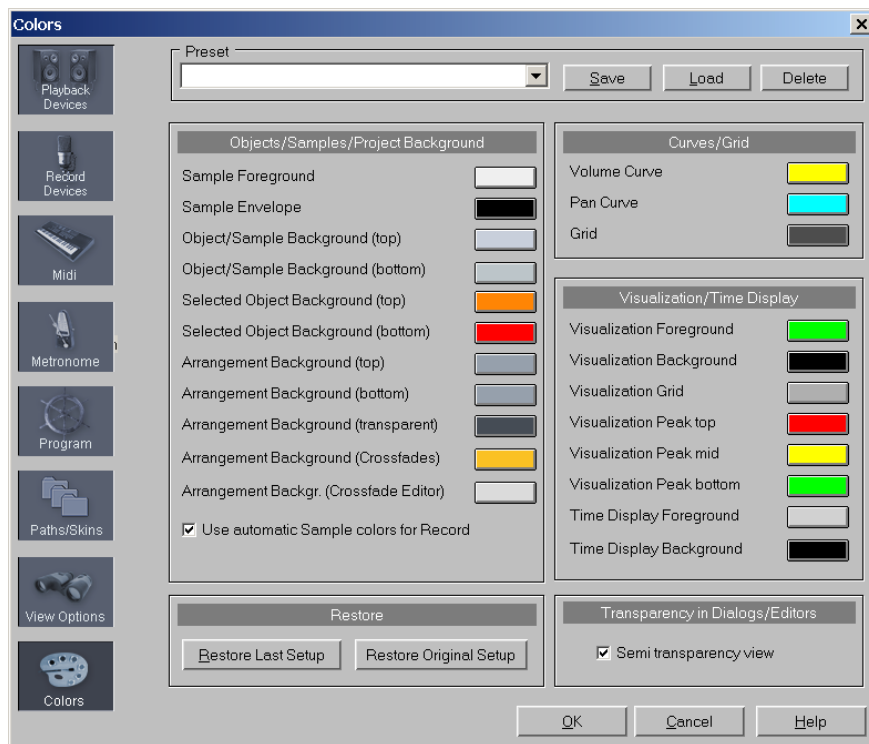 Colors
Playback
Devices
Record
Devices
Midi
Metronome
Program
Paths/Skins
View Options
Colors
Preset
Save
Load
Delete
Objects/Samples/Project Background
Sample Foreground
Sample Envelope
Object/Sample Background (top)
Object/Sample Background (bottom)
Selected Object Background (top)
Selected Object Background (bottom)
Arrangement Background (top)
Arrangement Background (bottom)
Arrangement Background (transparent)
Arrangement Background (Crossfades)
Arrangement Backgr. (Crossfade Editor)
Use automatic Sample colors for Record
Curves/Grid
Volume Curve
Pan Curve
Grid
Visualization/Time Display
Visualization Foreground
Visualization Background
Visualization Grid
Visualization Peak top
Visualization Peak mid
Visualization Peak bottom
Time Display Foreground
Time Display Background
Restore
Restore Last Setup
Restore Original Setup
Transparency in Dialogs/Editors
Semi transparency view
OK
Cancel
Help